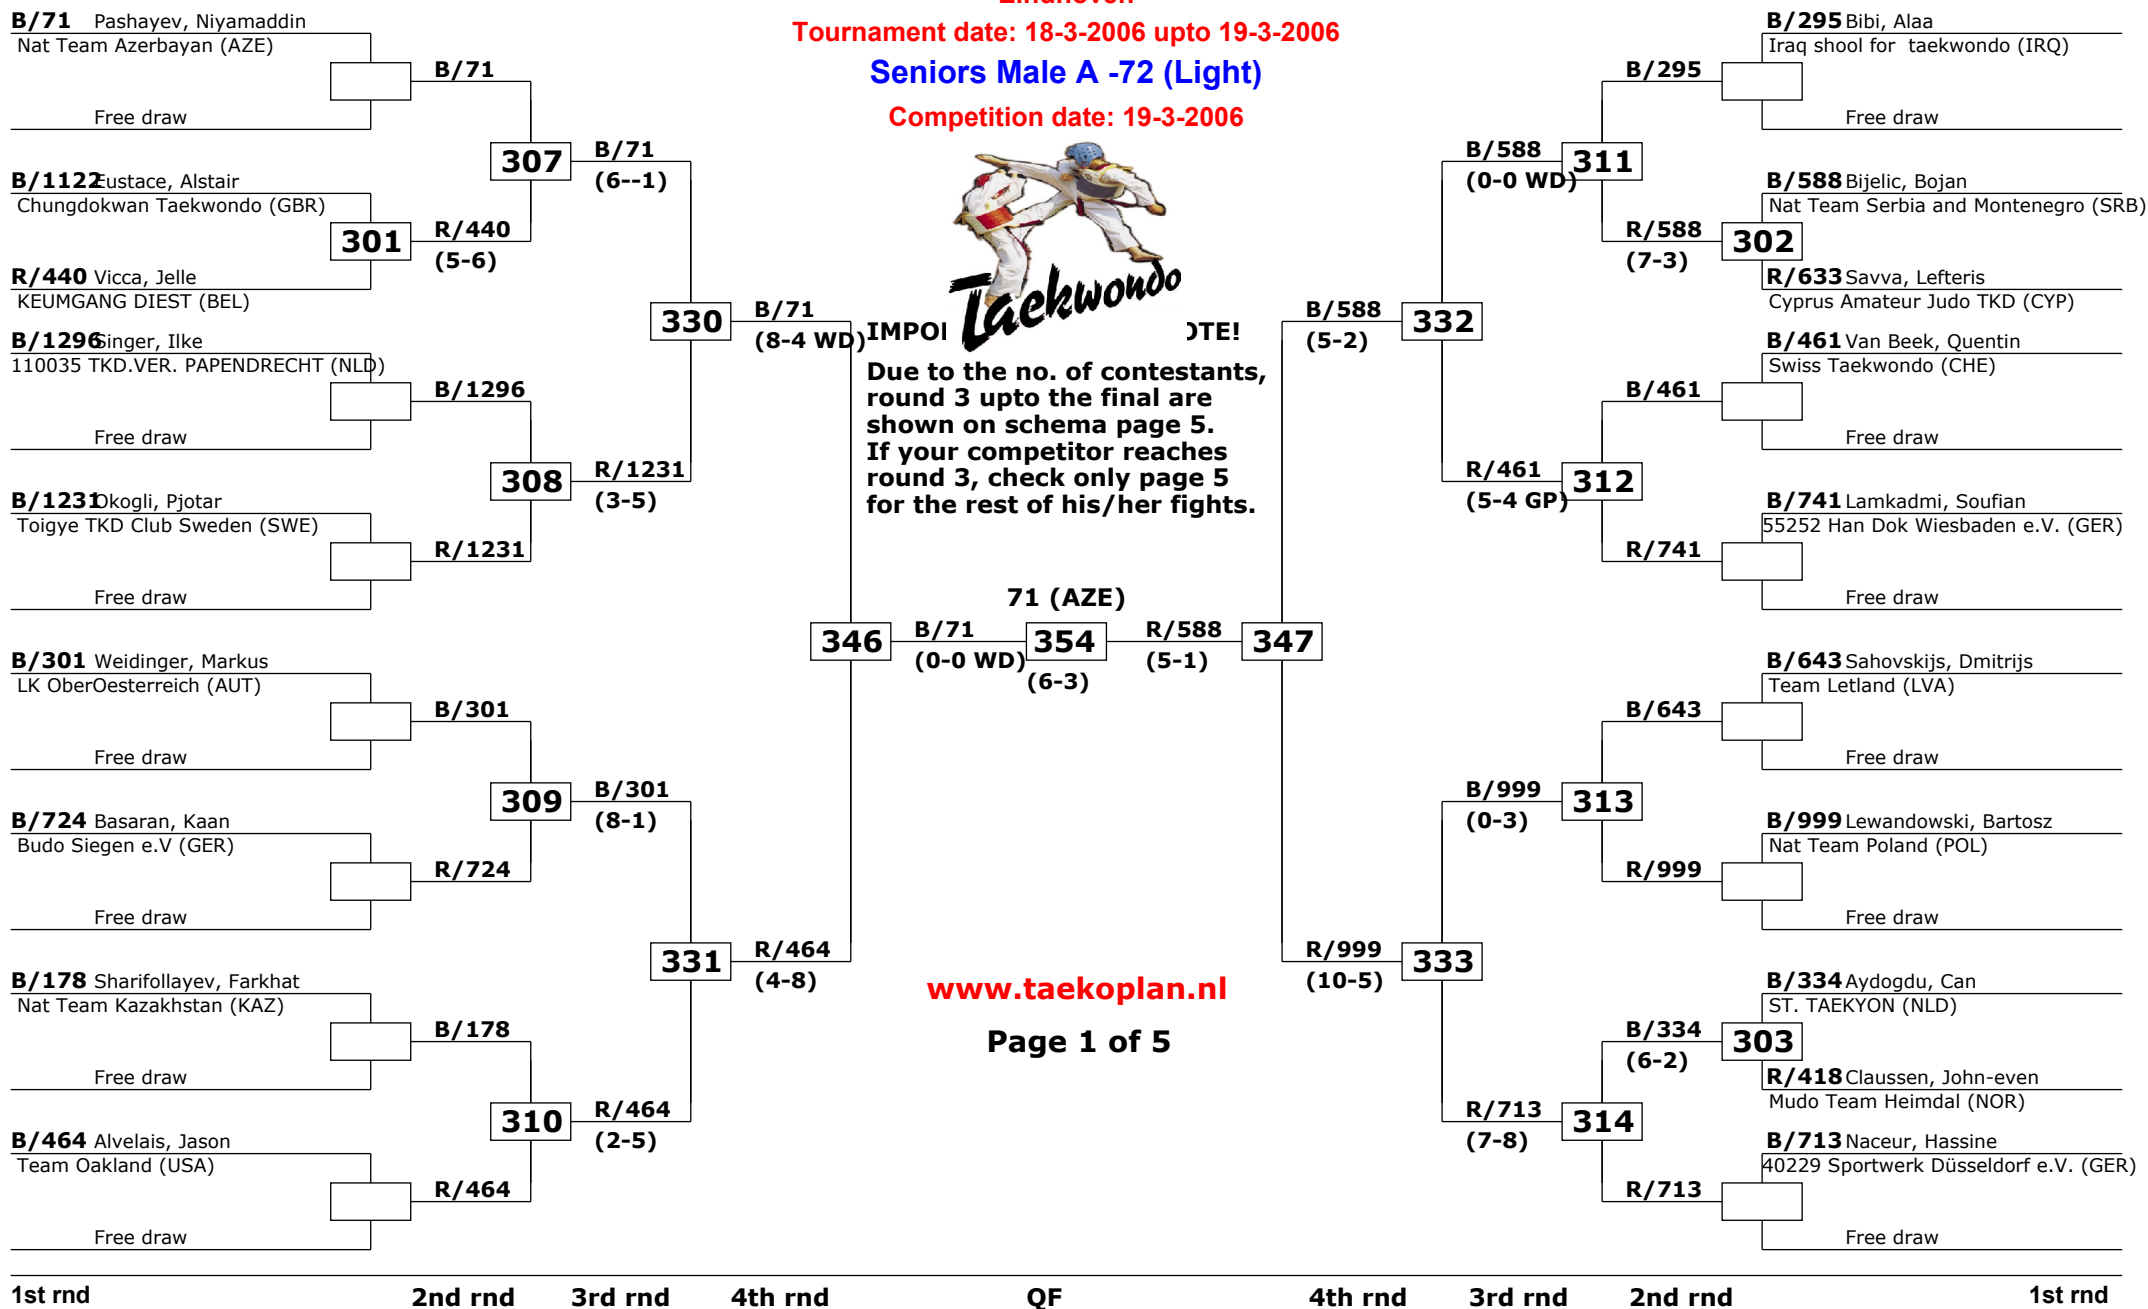 Eindhoven
Tournament date: 18-3-2006 upto 19-3-2006
Seniors Male A -72 (Light)
Competition date: 19-3-2006
B/71 Pashayev, Niyamaddin
Nat Team Azerbayan (AZE)
Free draw
B/71
B/1122 Eustace, Alstair
Chungdokwan Taekwondo (GBR)
301
R/440
(5-6)
R/440 Vicca, Jelle
KEUMGANG DIEST (BEL)
307
B/71
(6--1)
B/1296 Singer, Ilke
110035 TKD.VER. PAPENDRECHT (NLD)
B/1296
Free draw
B/1231 Okogli, Pjotar
Toigye TKD Club Sweden (SWE)
R/1231
Free draw
308
R/1231
(3-5)
330
B/71
(8-4 WD)
B/301 Weidinger, Markus
LK OberOesterreich (AUT)
B/301
Free draw
B/724 Basaran, Kaan
Budo Siegen e.V (GER)
R/724
Free draw
309
B/301
(8-1)
B/178 Sharifollayev, Farkhat
Nat Team Kazakhstan (KAZ)
B/178
Free draw
B/464 Alvelais, Jason
Team Oakland (USA)
R/464
Free draw
310
R/464
(2-5)
331
R/464
(4-8)
346
B/71
(0-0 WD)
Taekwondo
IMPO
OTE!
Due to the no. of contestants,
round 3 upto the final are
shown on schema page 5.
If your competitor reaches
round 3, check only page 5
for the rest of his/her fights.
71 (AZE)
354
(6-3)
R/588
(5-1)
347
www.taekoplan.nl
Page 1 of 5
B/295 Bibi, Alaa
Iraq shool for taekwondo (IRQ)
B/295
Free draw
B/588 Bijelic, Bojan
Nat Team Serbia and Montenegro (SRB)
302
R/588
(7-3)
R/633 Savva, Lefteris
Cyprus Amateur Judo TKD (CYP)
311
B/588
(0-0 WD)
B/461 Van Beek, Quentin
Swiss Taekwondo (CHE)
B/461
Free draw
B/741 Lamkadmi, Soufian
55252 Han Dok Wiesbaden e.V. (GER)
R/741
Free draw
312
R/461
(5-4 GP)
332
B/588
(5-2)
B/643 Sahovskijs, Dmitrijs
Team Letland (LVA)
B/643
Free draw
B/999 Lewandowski, Bartosz
Nat Team Poland (POL)
R/999
Free draw
313
B/999
(0-3)
B/334 Aydogdu, Can
ST. TAEKYON (NLD)
303
B/334
(6-2)
R/418 Claussen, John-even
Mudo Team Heimdal (NOR)
B/713 Naceur, Hassine
40229 Sportwerk Düsseldorf e.V. (GER)
R/713
Free draw
314
R/713
(7-8)
333
R/999
(10-5)
1st rnd 2nd rnd 3rd rnd 4th rnd QF 4th rnd 3rd rnd 2nd rnd 1st rnd